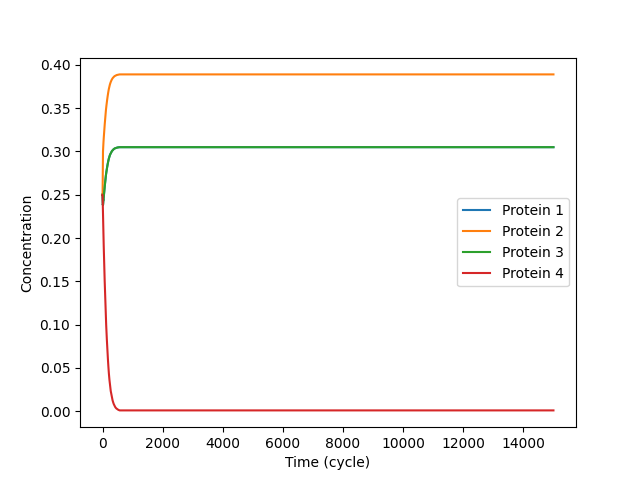 0.40
0.35
0.30
0.25
0.20
0.15
0.10
0.05
0.00
Concentration
Protein 1
Protein 2
Protein 3
Protein 4
0 2000 4000 6000 8000 10000 12000 14000
Time (cycle)